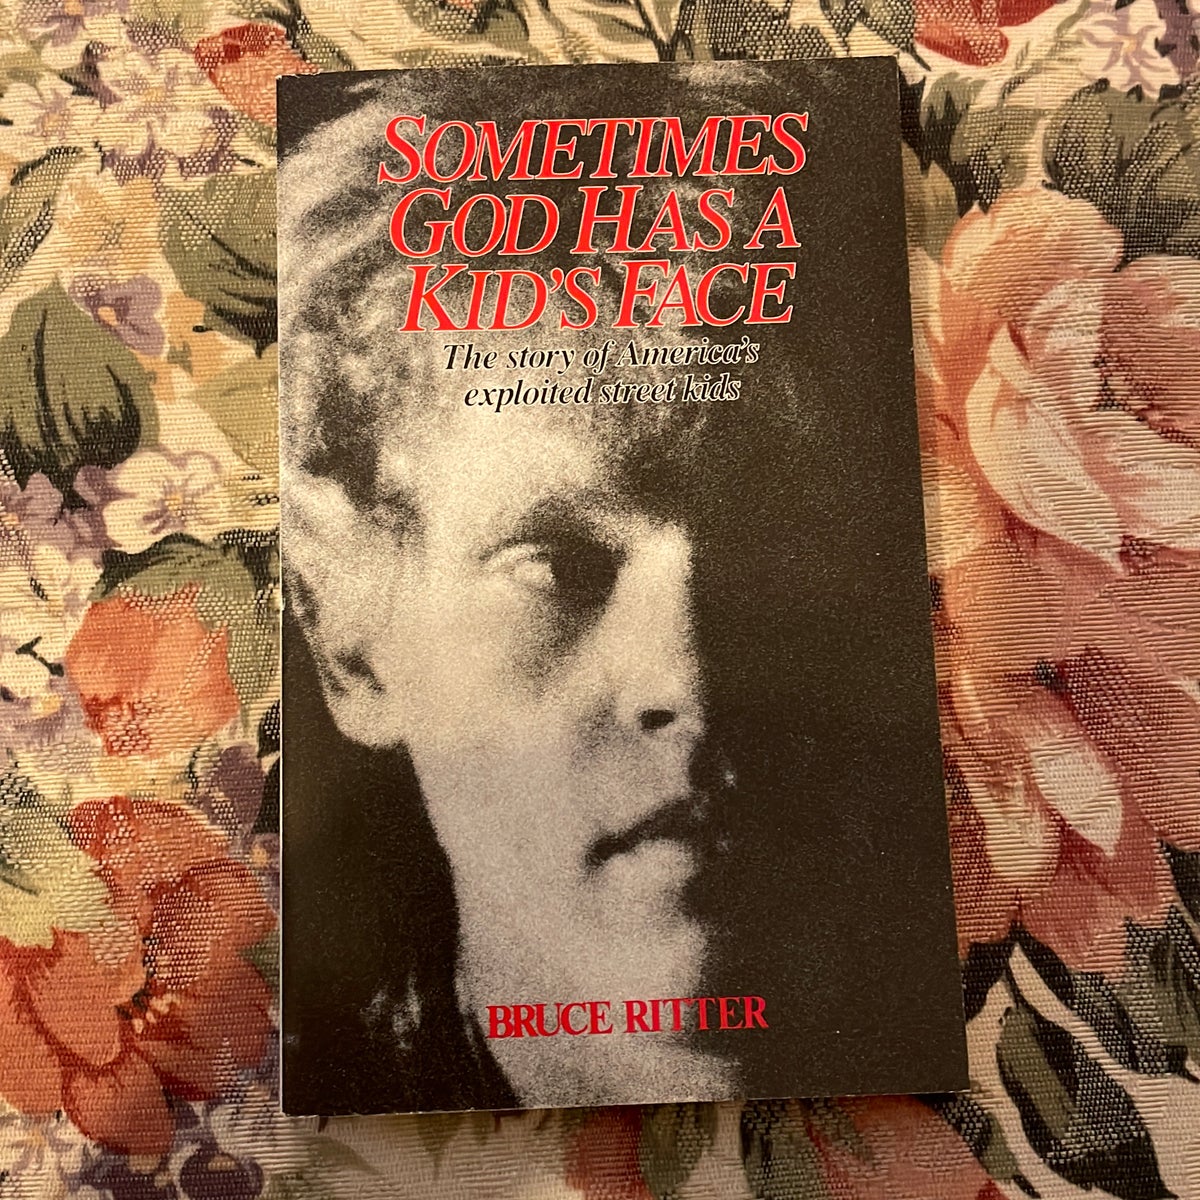 SOMETIMES
GOD HAS A
KID'S FACE
The story of America's
exploited street kids
BRUCE RITTER